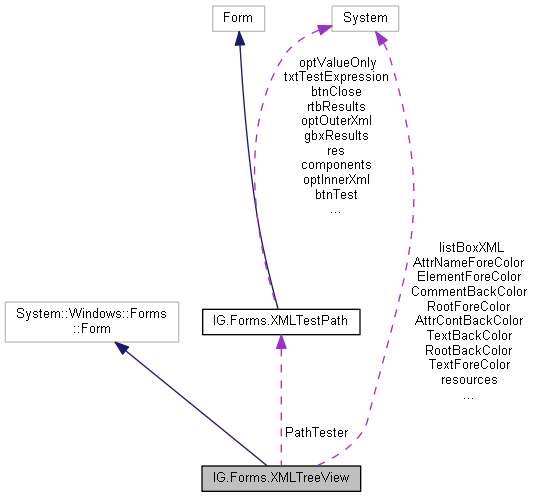 Form
System
optValueOnly
txtTestExpression
btnClose
rtbResults
optOuterXml
gbxResults
res
components
optInnerXml
btnTest
...
listBoxXML
AttrNameForeColor
ElementForeColor
CommentBackColor
RootForeColor
AttrContBackColor
TextBackColor
RootBackColor
TextForeColor
resources
...
System::Windows::Forms
::Form
IG.Forms.XMLTestPath
PathTester
IG.Forms.XMLTreeView